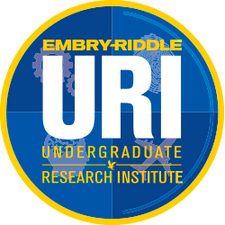 EMBRY-RIDDLE
URI
UNDERGRADUATE
RESEARCH INSTITUTE